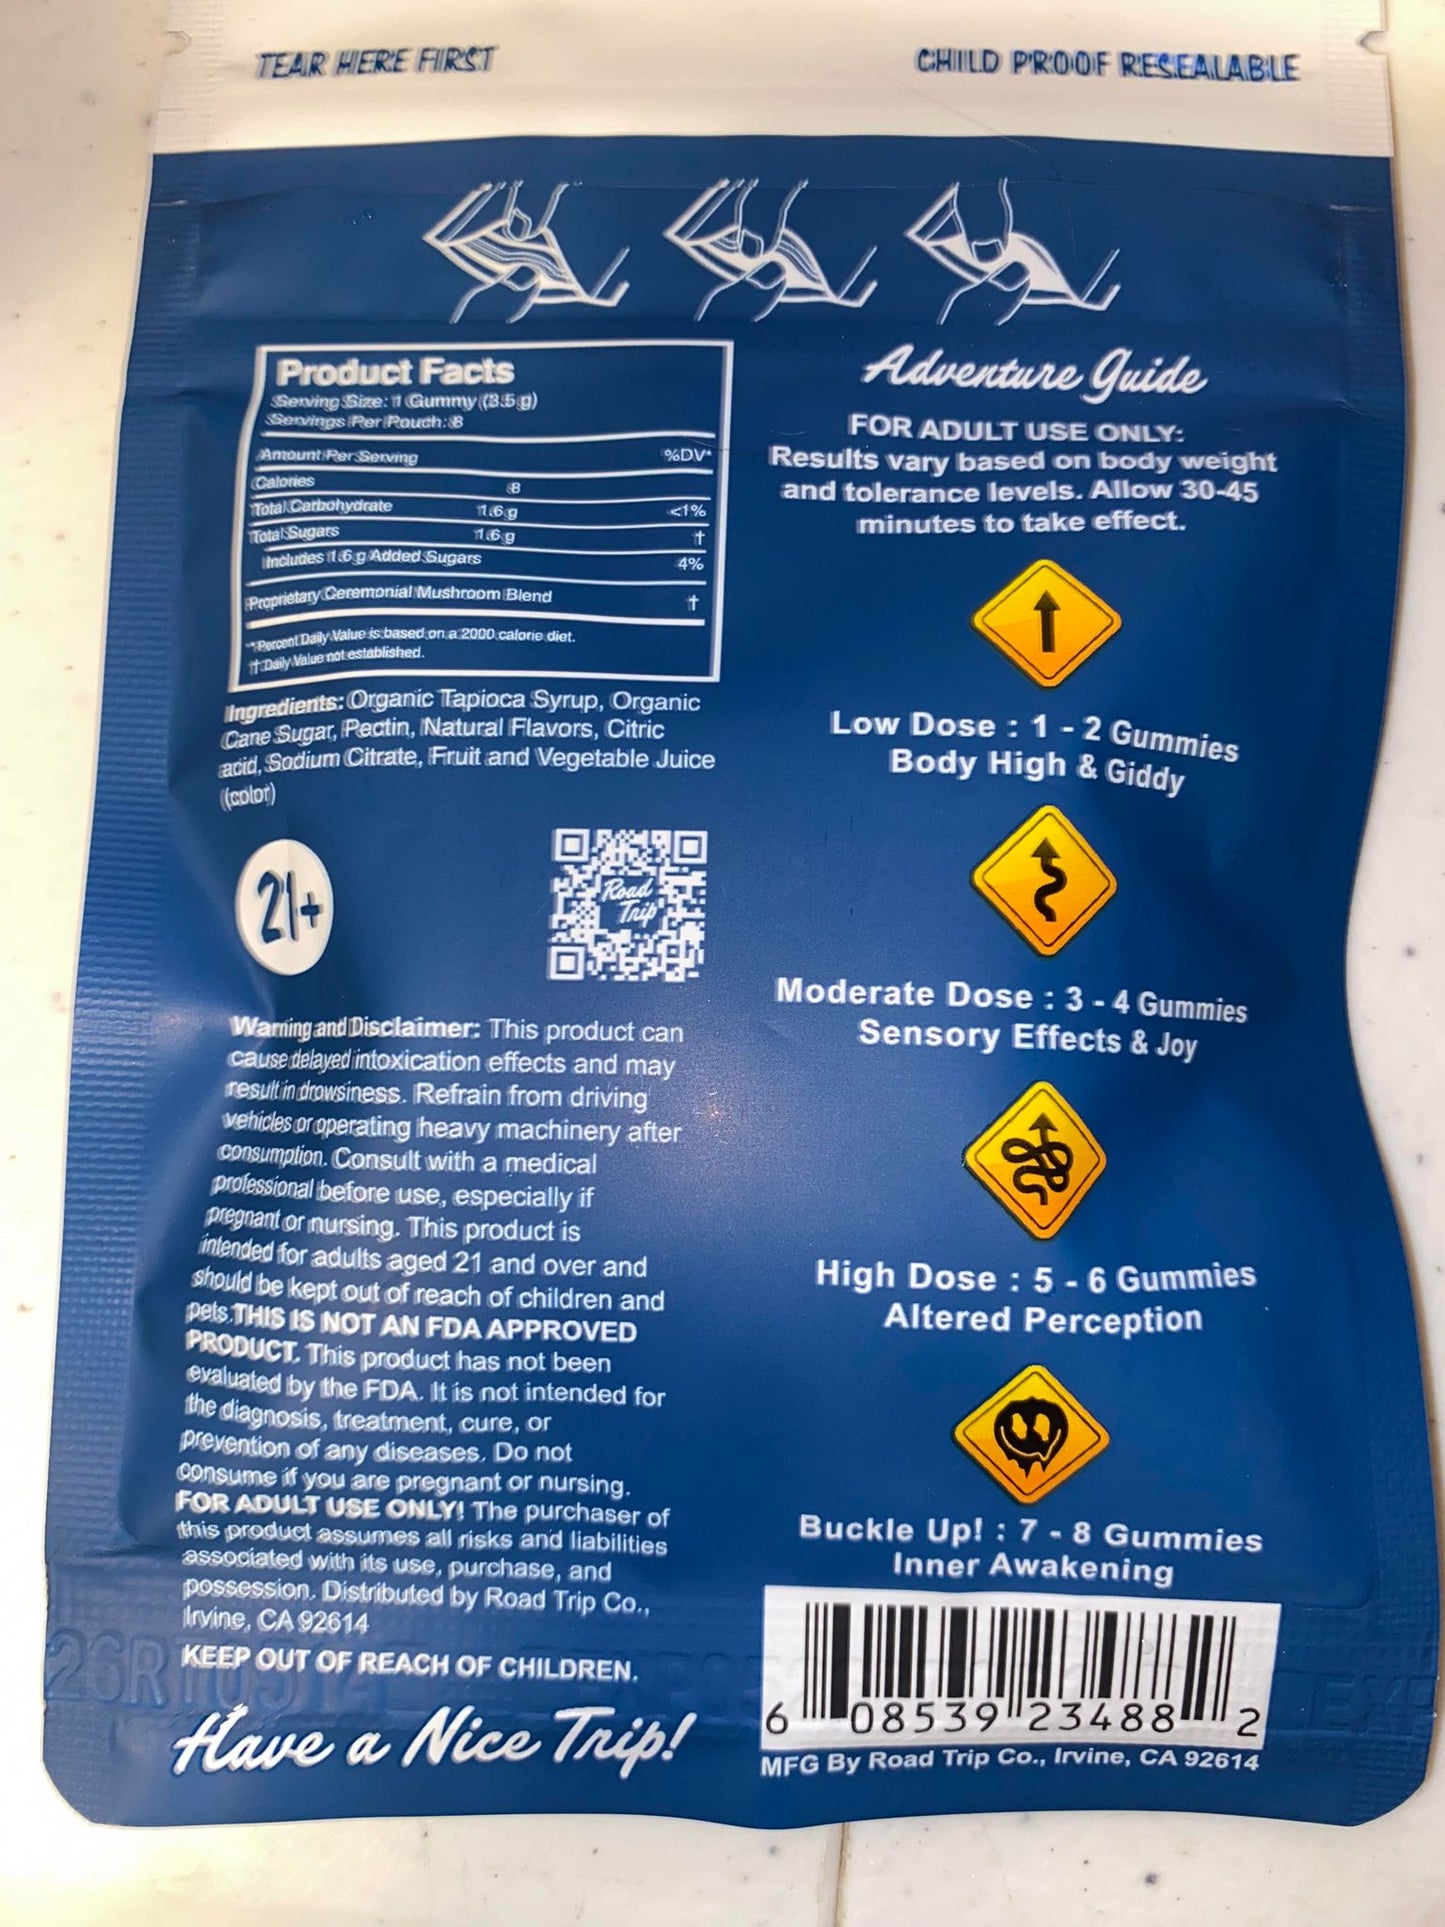 TEAR HERE FIRST
CHILD PROOF RESEALABLE
Product Facts
Serving Size: 1 Gummy (3.5 g)
Servings Per Pouch: 8
Amount Per Serving %DV*
Calories 8
Total Carbohydrate 1.6 g <1%
Total Sugars 1.6 g †
Includes 1.6 g Added Sugars 4%
Proprietary Ceremonial Mushroom Blend †
* Percent Daily Value is based on a 2000 calorie diet.
† Daily Value not established.
Ingredients: Organic Tapioca Syrup, Organic
Cane Sugar, Pectin, Natural Flavors, Citric
acid, Sodium Citrate, Fruit and Vegetable Juice
(color)
21+
Road
Trip
Warning and Disclaimer: This product can
cause delayed intoxication effects and may
result in drowsiness. Refrain from driving
vehicles or operating heavy machinery after
consumption. Consult with a medical
professional before use, especially if
pregnant or nursing. This product is
intended for adults aged 21 and over and
should be kept out of reach of children and
pets. THIS IS NOT AN FDA APPROVED
PRODUCT. This product has not been
evaluated by the FDA. It is not intended for
the diagnosis, treatment, cure, or
prevention of any diseases. Do not
consume if you are pregnant or nursing.
FOR ADULT USE ONLY! The purchaser of
this product assumes all risks and liabilities
associated with its use, purchase, and
possession. Distributed by Road Trip Co.,
Irvine, CA 92614
KEEP OUT OF REACH OF CHILDREN.
Have a Nice Trip!
Adventure Guide
FOR ADULT USE ONLY:
Results vary based on body weight
and tolerance levels. Allow 30-45
minutes to take effect.
Low Dose : 1 - 2 Gummies
Body High & Giddy
Moderate Dose : 3 - 4 Gummies
Sensory Effects & Joy
High Dose : 5 - 6 Gummies
Altered Perception
Buckle Up! : 7 - 8 Gummies
Inner Awakening
6 08539 23488 2
MFG By Road Trip Co., Irvine, CA 92614